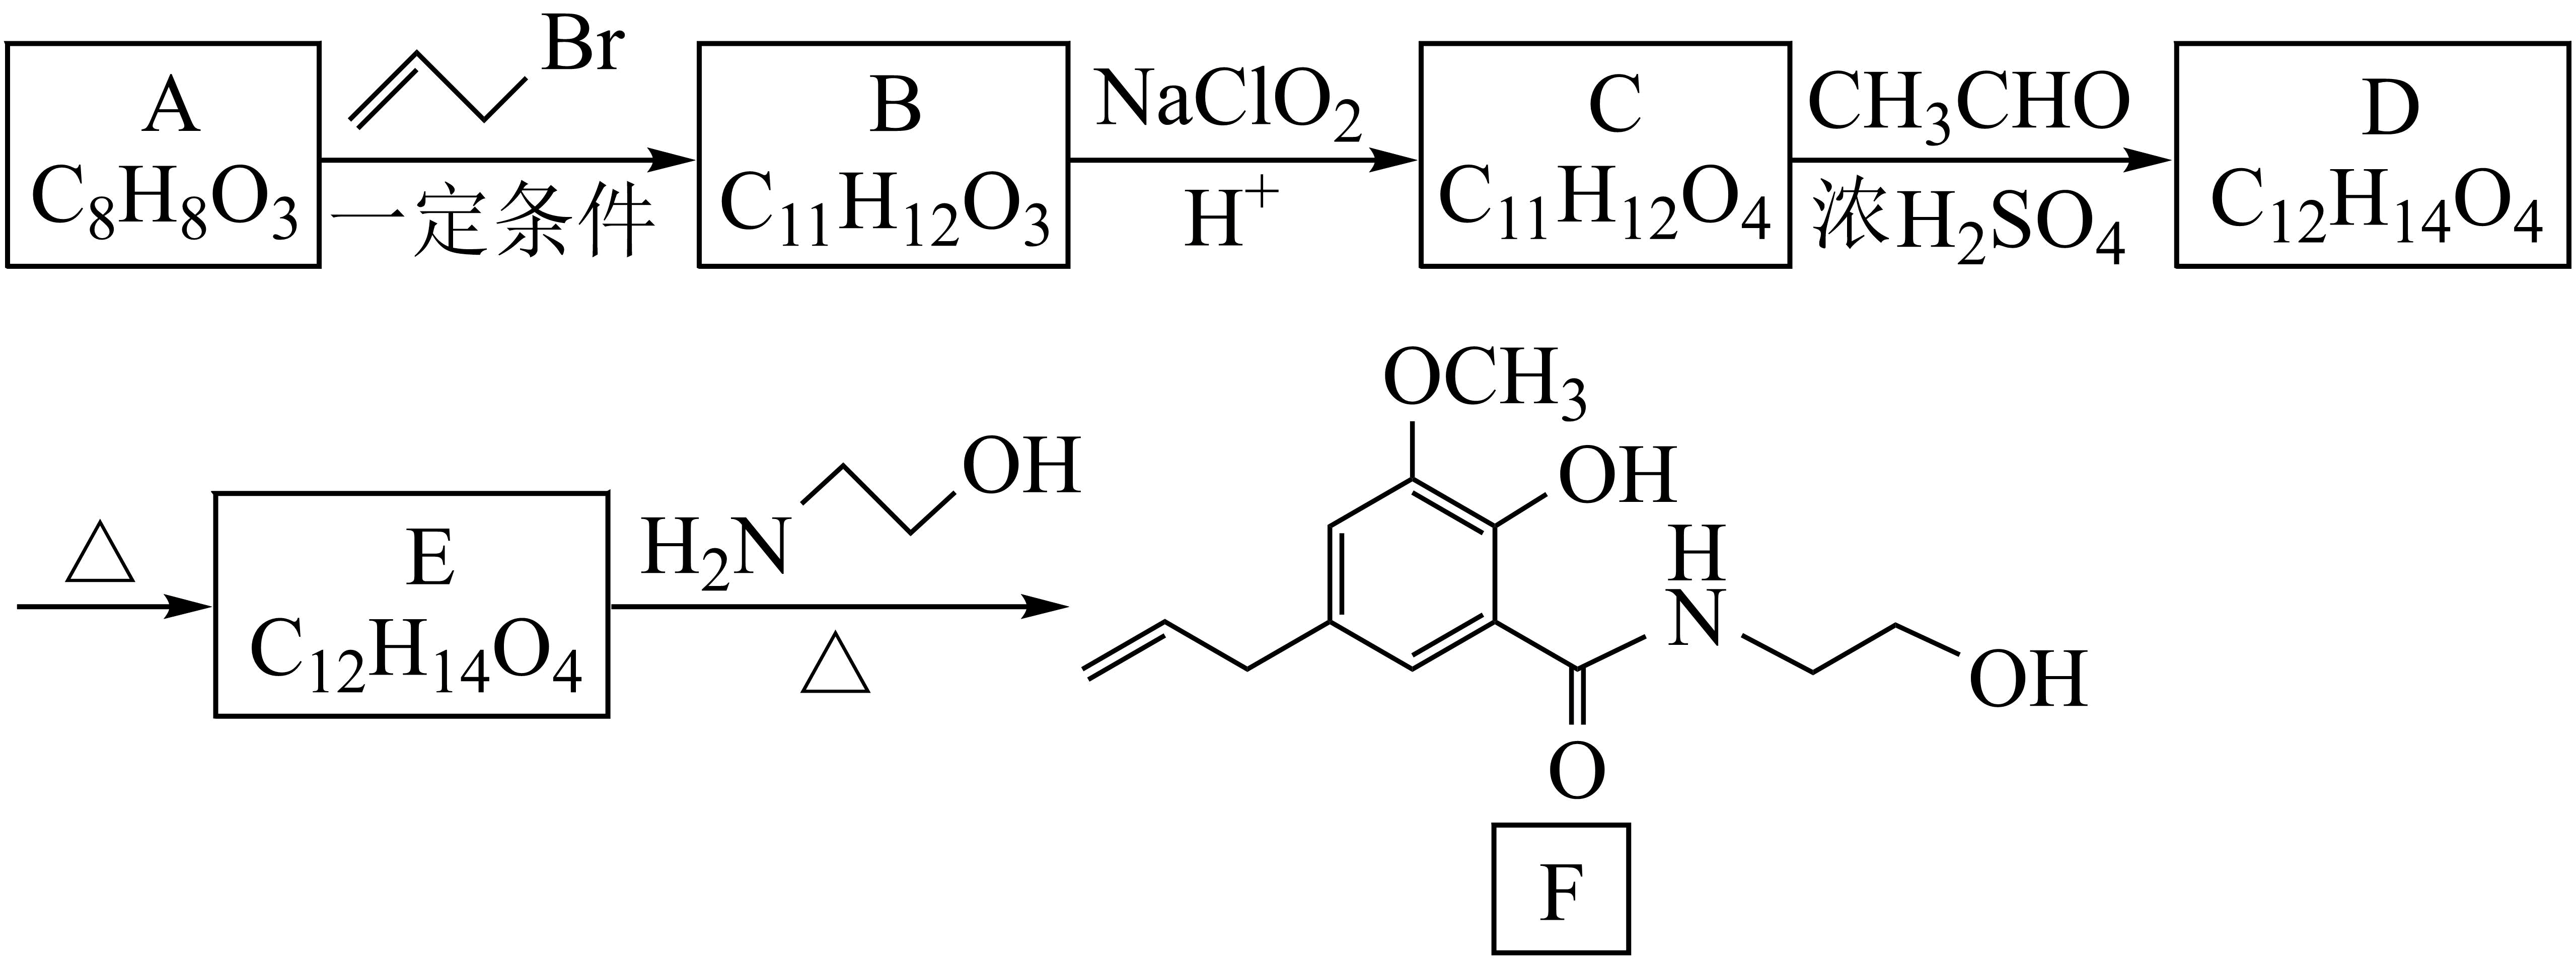 A
C₈H₈O₃
Br
一定条件
B
C₁₁H₁₂O₃
NaClO₂
H⁺
C
C₁₁H₁₂O₄
CH₃CHO
浓H₂SO₄
D
C₁₂H₁₄O₄
△
E
C₁₂H₁₄O₄
H₂N
OH
△
OCH₃
OH
H
N
OH
O
F